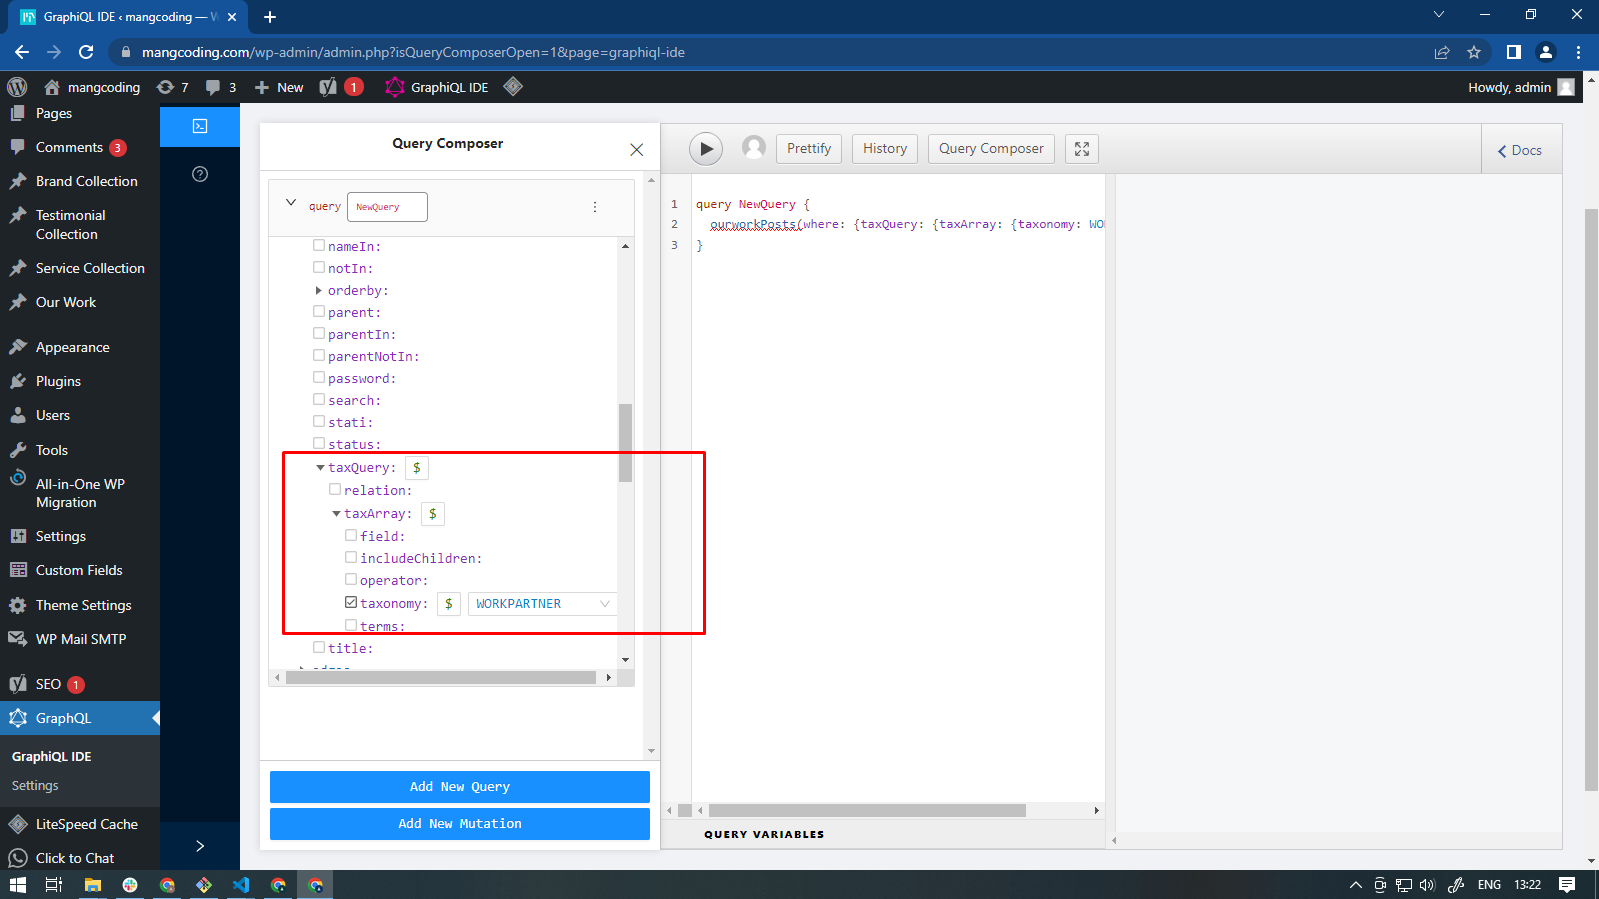 GraphiQL IDE ‹ mangcoding — W
mangcoding.com/wp-admin/admin.php?isQueryComposerOpen=1&page=graphiql-ide
mangcoding 7 3 New 1 GraphiQL IDE Howdy, admin
Pages
Comments 3
Brand Collection
Testimonial
Collection
Service Collection
Our Work
Appearance
Plugins
Users
Tools
All-in-One WP
Migration
Settings
Custom Fields
Theme Settings
WP Mail SMTP
SEO 1
GraphQL
GraphiQL IDE
Settings
LiteSpeed Cache
Click to Chat
Query Composer
query NewQuery
nameIn:
notIn:
orderby:
parent:
parentIn:
parentNotIn:
password:
search:
stati:
status:
taxQuery: $
relation:
taxArray: $
field:
includeChildren:
operator:
taxonomy: $ WORKPARTNER
terms:
title:
Add New Query
Add New Mutation
Prettify History Query Composer Docs
1 query NewQuery {
2 ourworkPosts(where: {taxQuery: {taxArray: {taxonomy: WO
3 }
QUERY VARIABLES
ENG 13:22